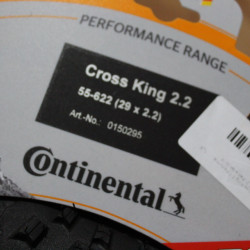 PERFORMANCE RANGE
Cross King 2.2
55-622 (29 x 2.2)
Art.-No.: 0150295
Continental